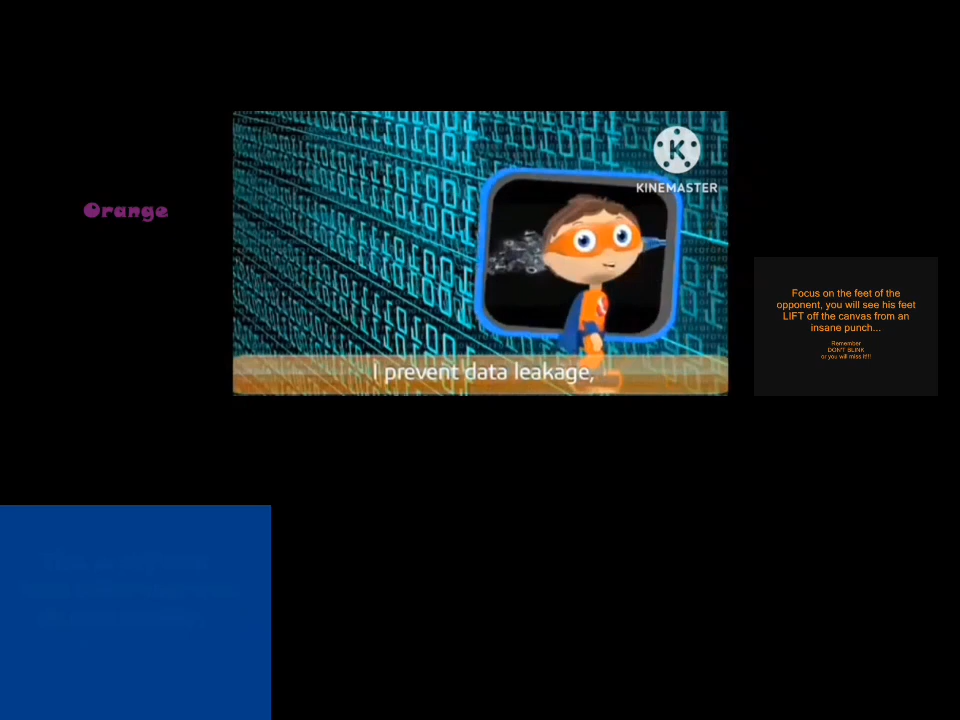 K
KINEMASTER
Orange
I prevent data leakage,
Focus on the feet of the
opponent, you will see his feet
LIFT off the canvas from an
insane punch...
Remember
DON'T BLINK
or you will miss it!!!